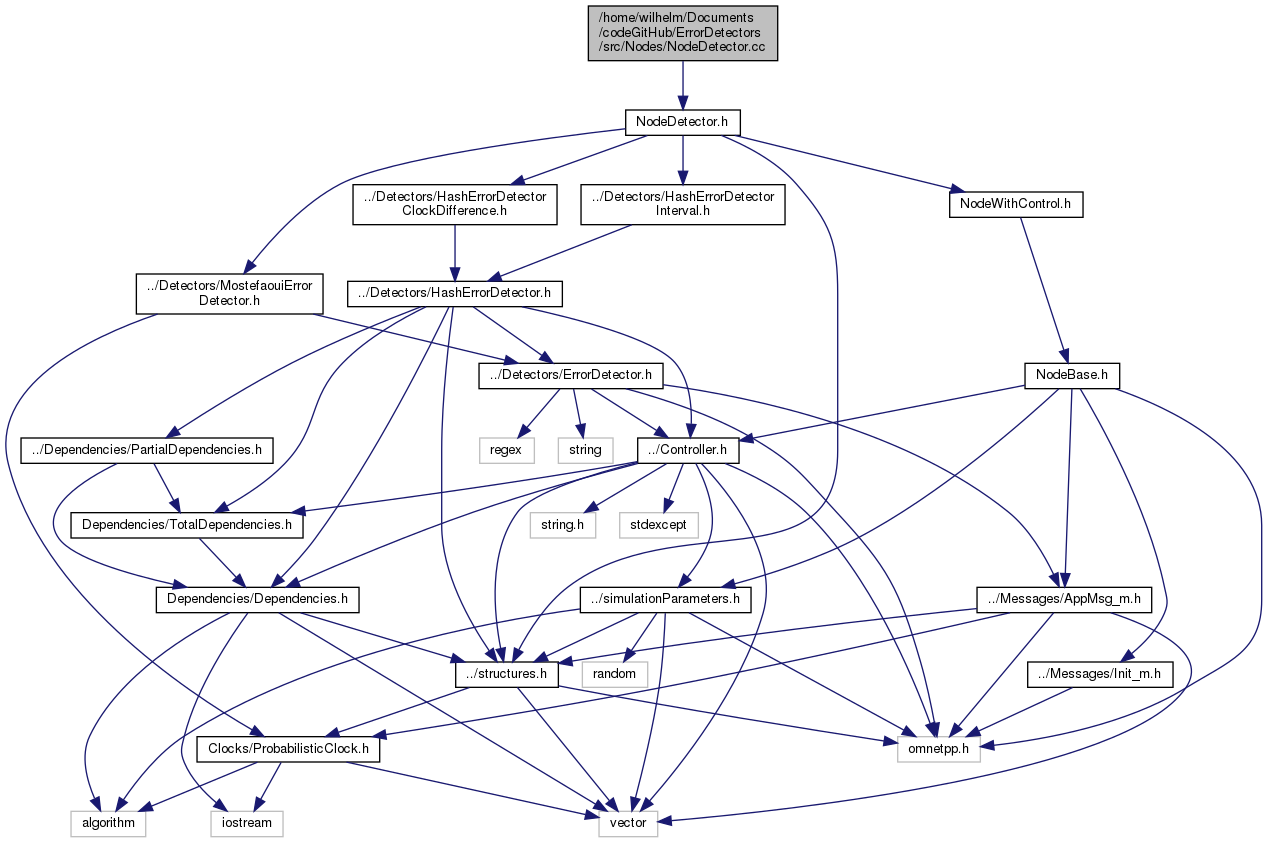 /home/wilhelm/Documents
/codeGitHub/ErrorDetectors
/src/Nodes/NodeDetector.cc
NodeDetector.h
../Detectors/HashErrorDetector
ClockDifference.h
../Detectors/HashErrorDetector
Interval.h
NodeWithControl.h
../Detectors/MostefaouiError
Detector.h
../Detectors/HashErrorDetector.h
../Detectors/ErrorDetector.h
NodeBase.h
../Dependencies/PartialDependencies.h
regex
string
../Controller.h
Dependencies/TotalDependencies.h
string.h
stdexcept
Dependencies/Dependencies.h
../simulationParameters.h
../Messages/AppMsg_m.h
../structures.h
random
../Messages/Init_m.h
Clocks/ProbabilisticClock.h
omnetpp.h
algorithm
iostream
vector